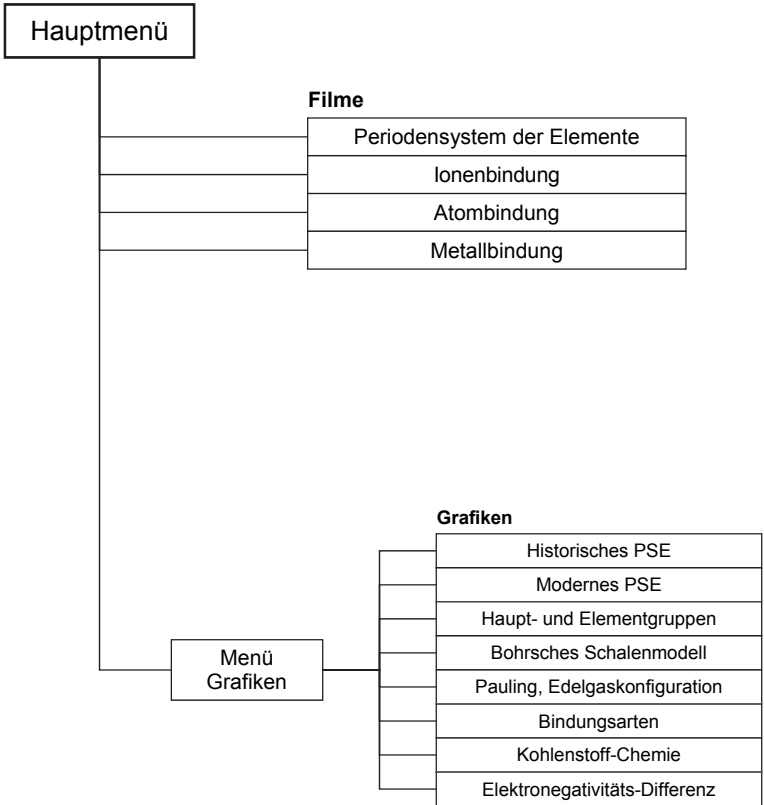 Hauptmenü
Filme
Periodensystem der Elemente
Ionenbindung
Atombindung
Metallbindung
Grafiken
Historisches PSE
Modernes PSE
Haupt- und Elementgruppen
Bohrsches Schalenmodell
Menü
Grafiken
Pauling, Edelgaskonfiguration
Bindungsarten
Kohlenstoff-Chemie
Elektronegativitäts-Differenz